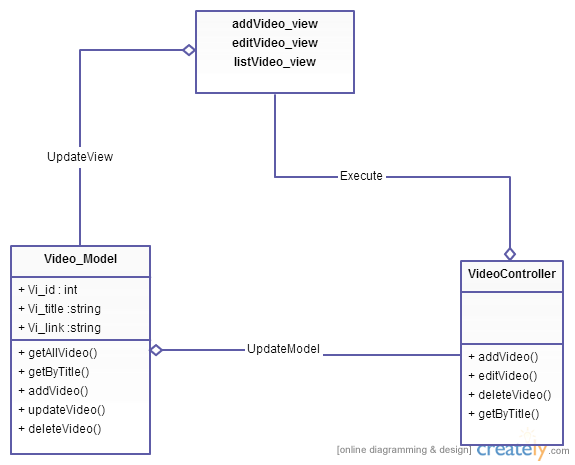 addVideo_view
editVideo_view
listVideo_view
UpdateView
Execute
Video_Model
+ Vi_id : int
+ Vi_title :string
+ Vi_link :string
+ getAllVideo()
+ getByTitle()
+ addVideo()
+ updateVideo()
+ deleteVideo()
UpdateModel
VideoController
+ addVideo()
+ editVideo()
+ deleteVideo()
+ getByTitle()
[online diagramming & design] creately.com